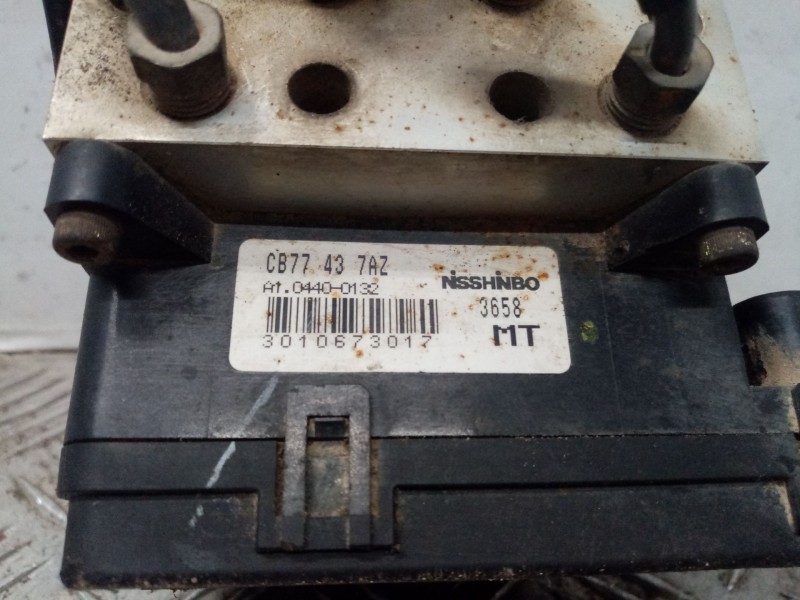 CB77 43 7AZ
A1.0440-0132
NiSSHiNBO
3658
3010673017
MT